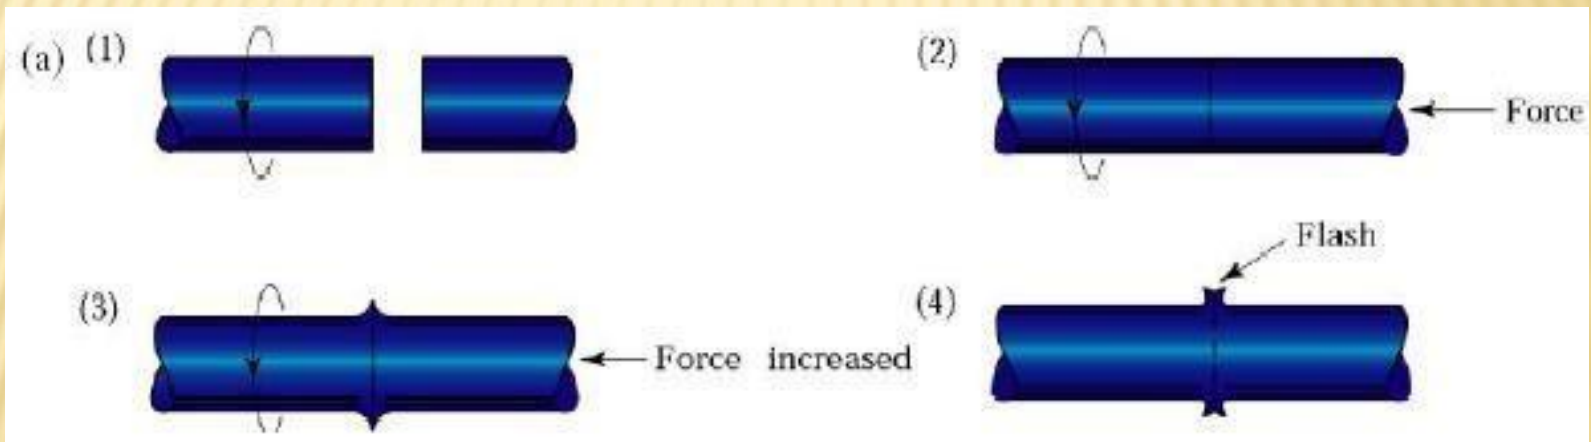 (a) (1)
(2)
Force
Flash
(3)
(4)
Force increased